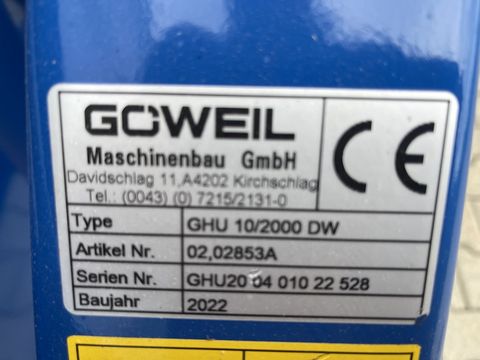 GÖWEIL
Maschinenbau GmbH
Davidschlag 11,A4202 Kirchschlag
Tel.: (0043) (0) 7215/2131-0
CE
Type GHU 10/2000 DW
Artikel Nr. 02,02853A
Serien Nr. GHU20 04 010 22 528
Baujahr 2022